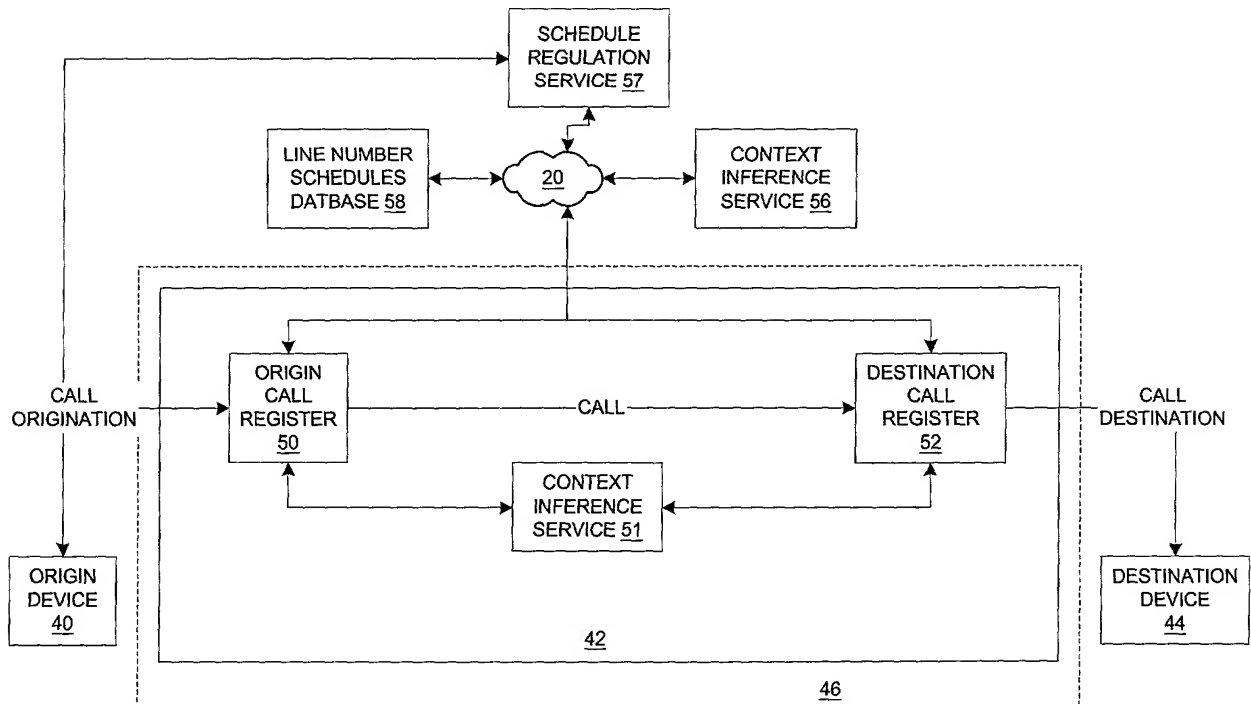 SCHEDULE
REGULATION
SERVICE 57
LINE NUMBER
SCHEDULES
DATBASE 58
20
CONTEXT
INFERENCE
SERVICE 56
ORIGIN
CALL
REGISTER
50
DESTINATION
CALL
REGISTER
52
CALL
ORIGINATION
CALL
CALL
DESTINATION
CONTEXT
INFERENCE
SERVICE 51
ORIGIN
DEVICE
40
DESTINATION
DEVICE
44
42
46